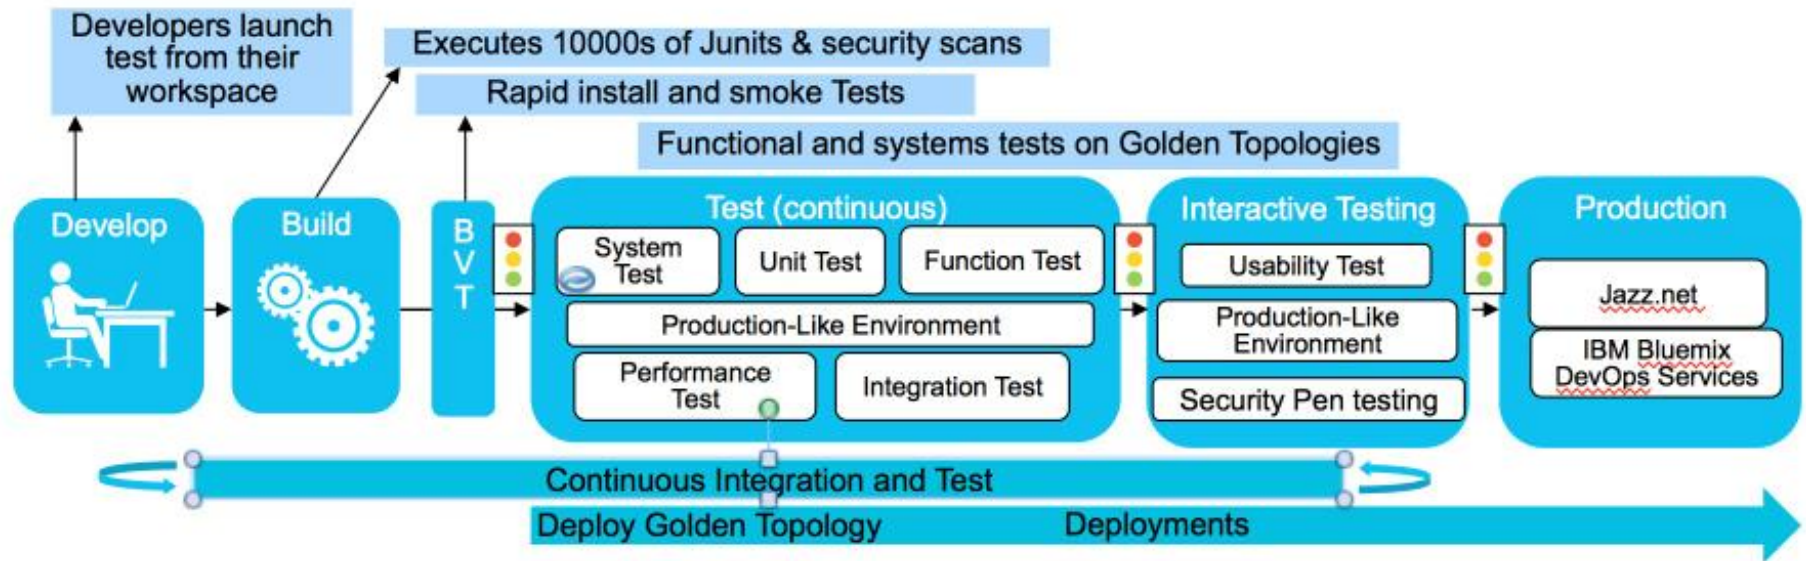 Developers launch
test from their
workspace
Executes 10000s of Junits & security scans
Rapid install and smoke Tests
Functional and systems tests on Golden Topologies
Develop
Build
B
V
T
Test (continuous)
System
Test
Unit Test
Function Test
Production-Like Environment
Performance
Test
Integration Test
Interactive Testing
Usability Test
Production-Like
Environment
Security Pen testing
Production
Jazz.net
IBM Bluemix
DevOps Services
Continuous Integration and Test
Deploy Golden Topology
Deployments